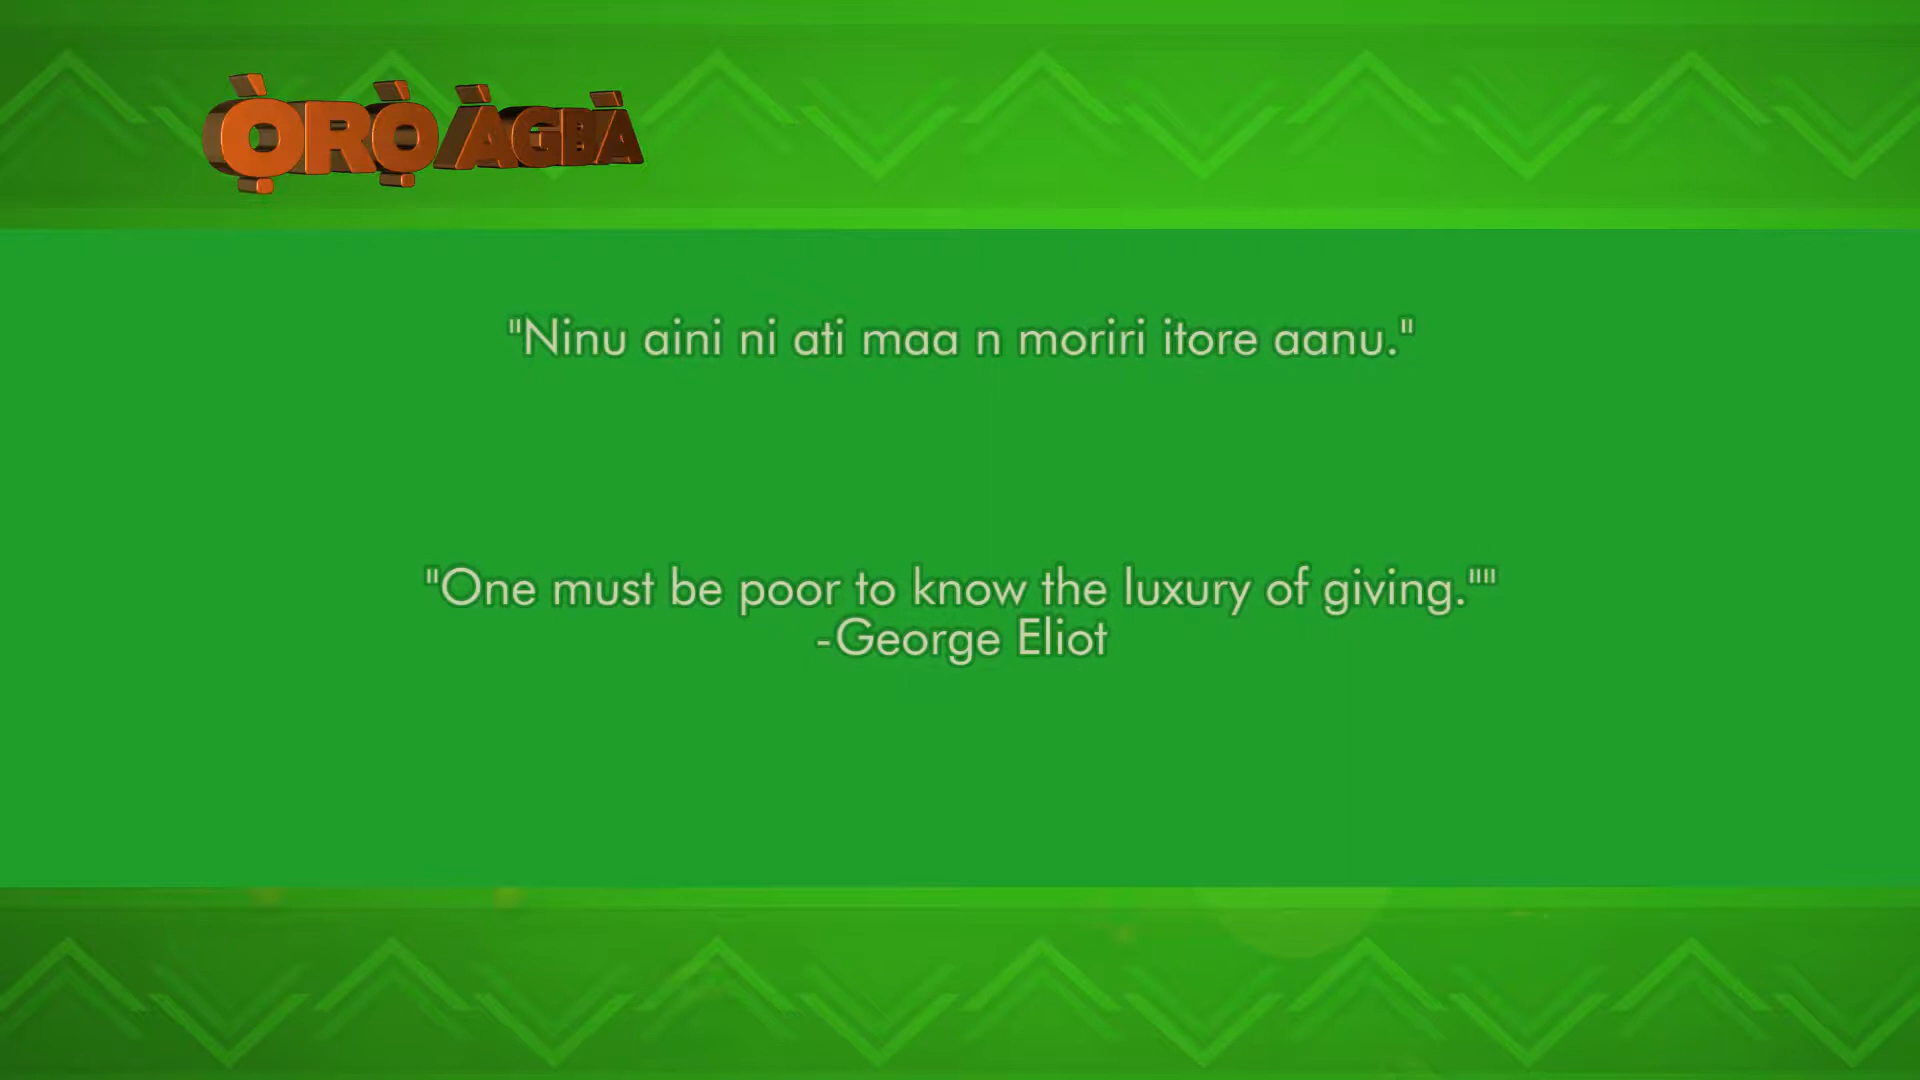 Ọ̀RỌ̀ ÀGBÀ
"Ninu aini ni ati maa n moriri itore aanu."
"One must be poor to know the luxury of giving.""
-George Eliot